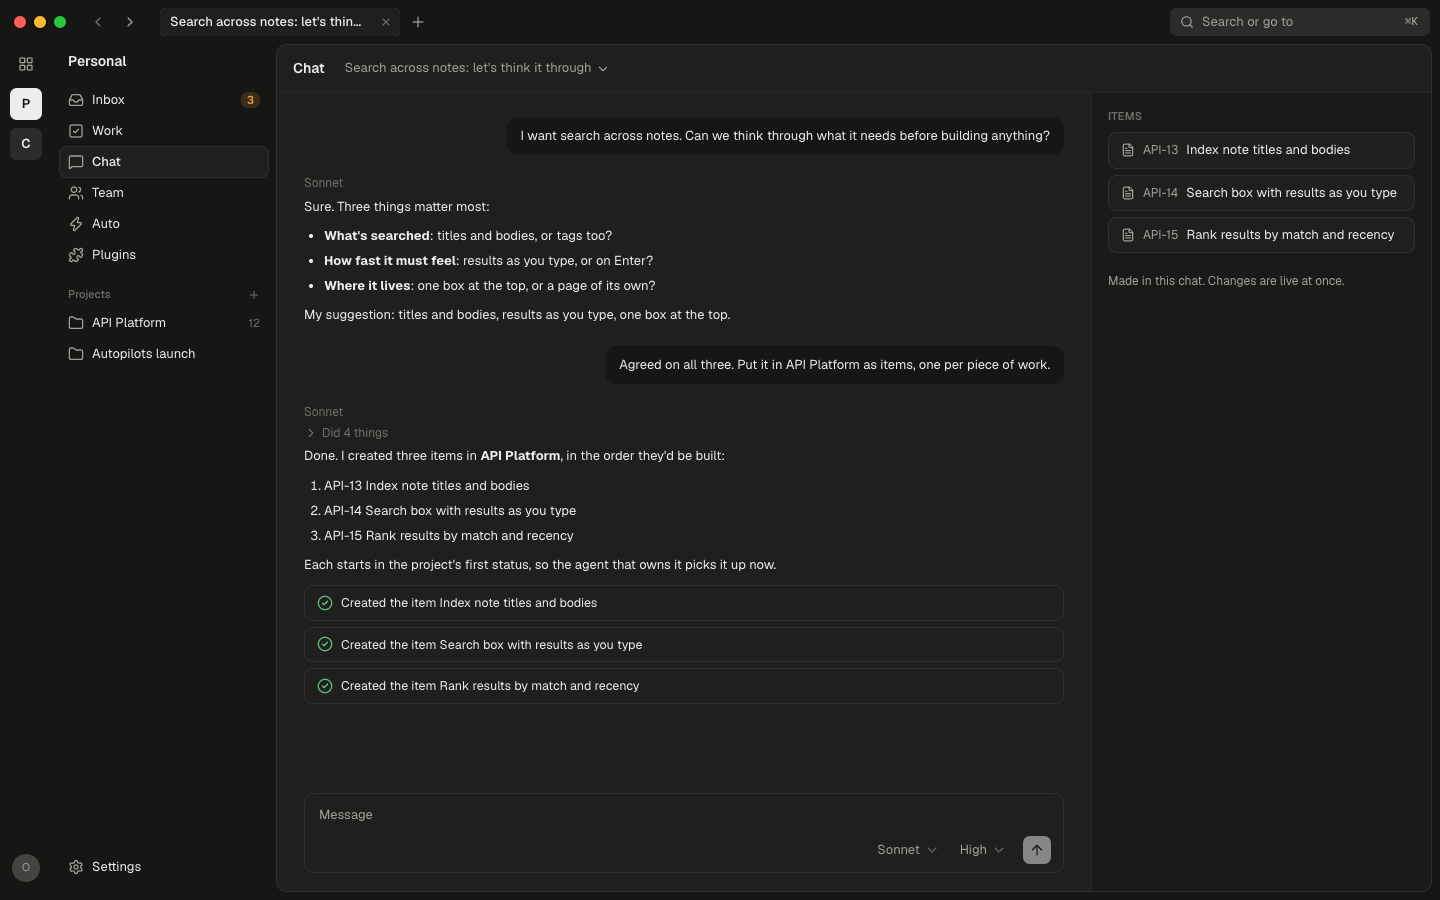 Search across notes: let's thin...
Search or go to
⌘K
Personal
P
C
Inbox
3
Work
Chat
Team
Auto
Plugins
Projects
API Platform
12
Autopilots launch
O
Settings
Chat
Search across notes: let's think it through
I want search across notes. Can we think through what it needs before building anything?
Sonnet
Sure. Three things matter most:
• What's searched: titles and bodies, or tags too?
• How fast it must feel: results as you type, or on Enter?
• Where it lives: one box at the top, or a page of its own?
My suggestion: titles and bodies, results as you type, one box at the top.
Agreed on all three. Put it in API Platform as items, one per piece of work.
Sonnet
Did 4 things
Done. I created three items in API Platform, in the order they'd be built:
1. API-13 Index note titles and bodies
2. API-14 Search box with results as you type
3. API-15 Rank results by match and recency
Each starts in the project's first status, so the agent that owns it picks it up now.
Created the item Index note titles and bodies
Created the item Search box with results as you type
Created the item Rank results by match and recency
Message
Sonnet
High
ITEMS
API-13 Index note titles and bodies
API-14 Search box with results as you type
API-15 Rank results by match and recency
Made in this chat. Changes are live at once.